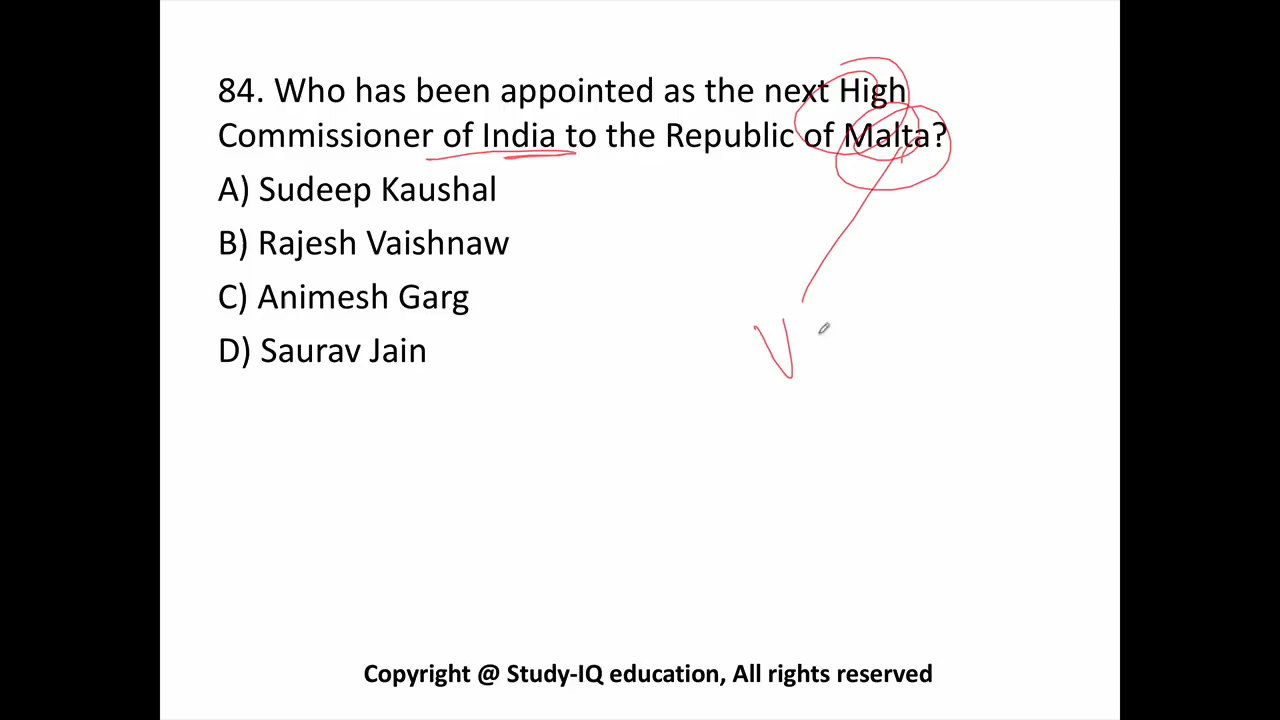 84. Who has been appointed as the next High
Commissioner of India to the Republic of Malta?
A) Sudeep Kaushal
B) Rajesh Vaishnaw
C) Animesh Garg
D) Saurav Jain
V
Copyright @ Study-IQ education, All rights reserved